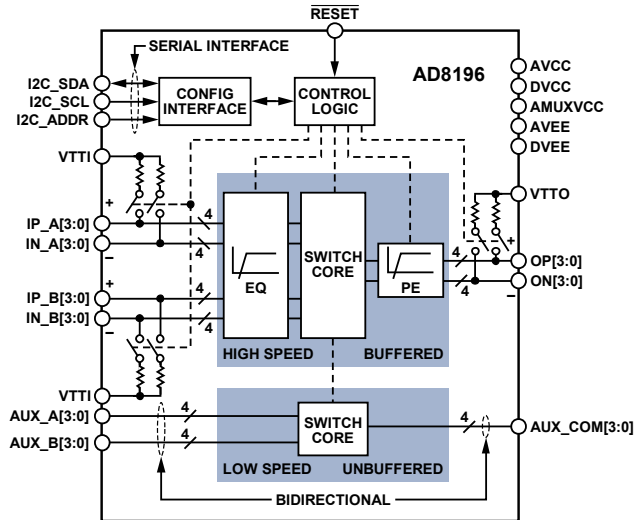 RESET
SERIAL INTERFACE
AD8196
I2C_SDA
I2C_SCL
I2C_ADDR
CONFIG
INTERFACE
CONTROL
LOGIC
AVCC
DVCC
AMUXVCC
AVEE
DVEE
VTTI
VTTO
+
IP_A[3:0]
IN_A[3:0]
–
4
4
+
IP_B[3:0]
IN_B[3:0]
–
4
4
EQ
SWITCH
CORE
PE
4
4
+
OP[3:0]
ON[3:0]
–
HIGH SPEED
BUFFERED
VTTI
AUX_A[3:0]
AUX_B[3:0]
4
4
SWITCH
CORE
4
AUX_COM[3:0]
LOW SPEED
UNBUFFERED
BIDIRECTIONAL